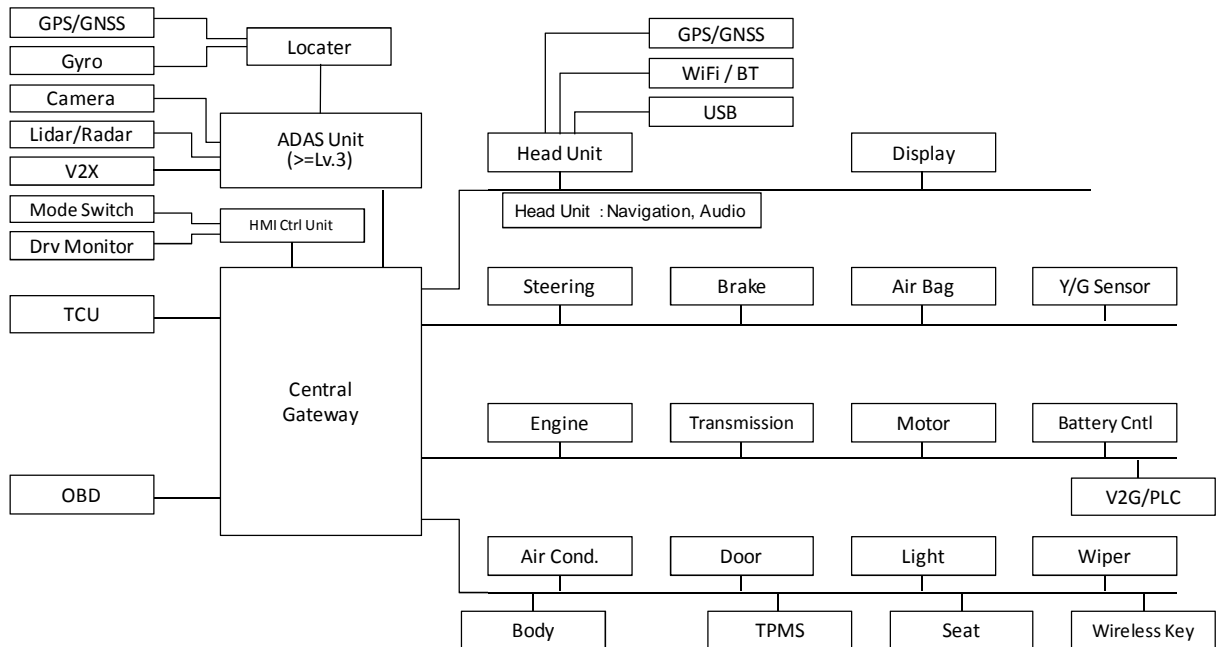 GPS/GNSS
Gyro
Camera
Lidar/Radar
V2X
Mode Switch
Drv Monitor
TCU
OBD
Locater
ADAS Unit
(>=Lv.3)
HMI Ctrl Unit
Central
Gateway
GPS/GNSS
WiFi / BT
USB
Head Unit
Display
Head Unit : Navigation, Audio
Steering
Brake
Air Bag
Y/G Sensor
Engine
Transmission
Motor
Battery Cntl
V2G/PLC
Air Cond.
Door
Light
Wiper
Body
TPMS
Seat
Wireless Key